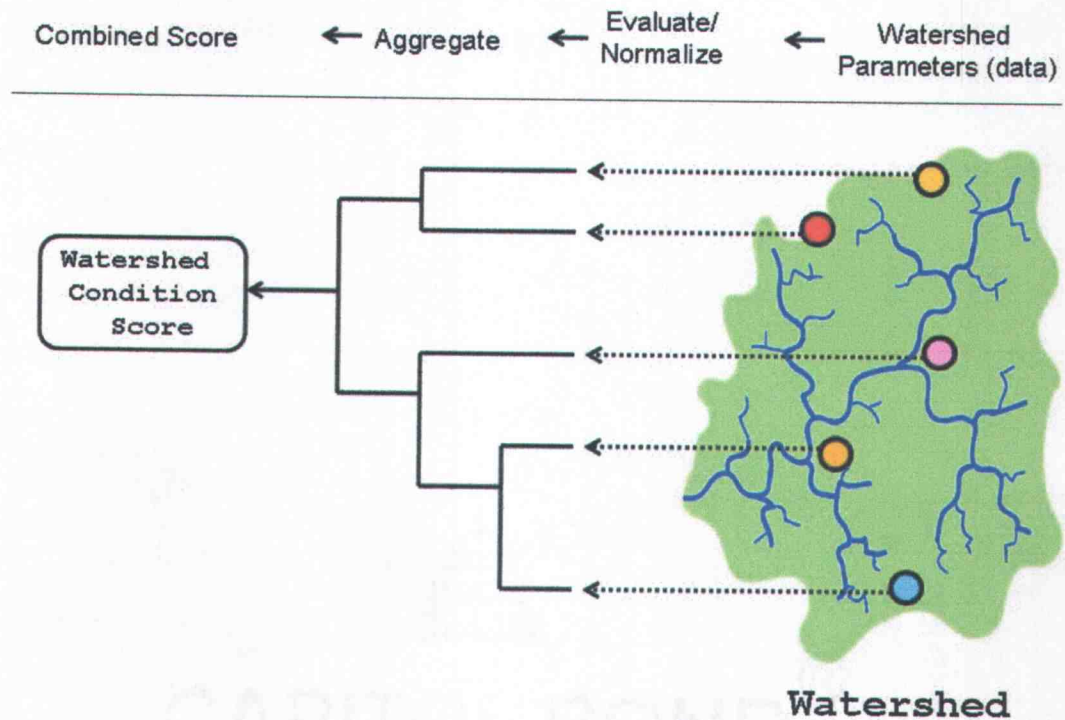 Combined Score ← Aggregate ← Evaluate/ Normalize ← Watershed Parameters (data)
Watershed
Condition
Score
Watershed